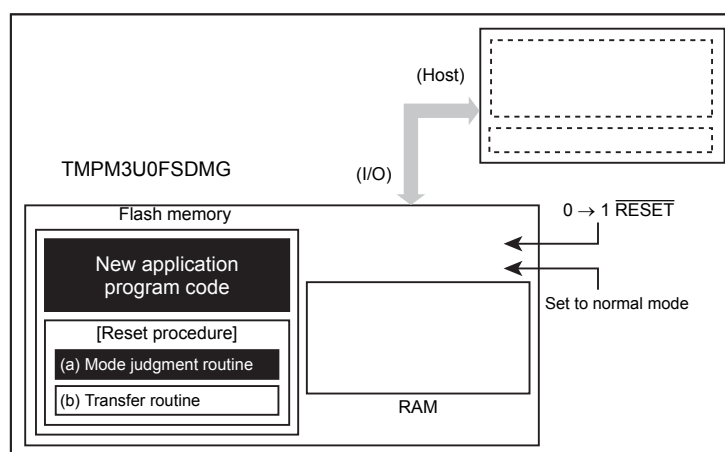 (Host)
TMPM3U0FSDMG
(I/O)
Flash memory
0 → 1 RESET
New application
program code
Set to normal mode
[Reset procedure]
(a) Mode judgment routine
(b) Transfer routine
RAM